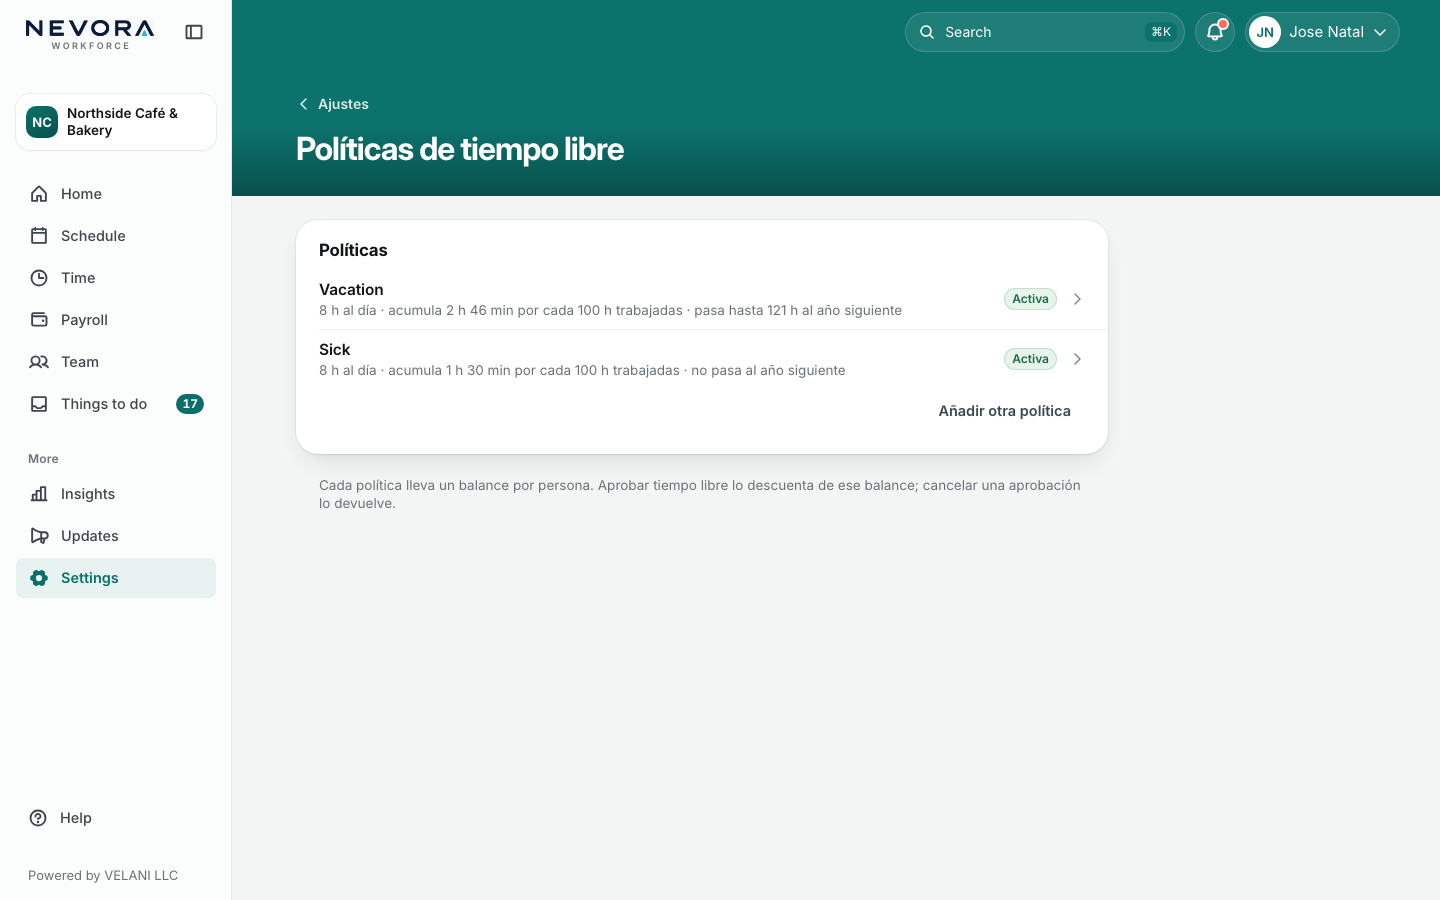 NEVORA
WORKFORCE
Search
⌘K
JN
Jose Natal
NC
Northside Café &
Bakery
Home
Schedule
Time
Payroll
Team
Things to do
17
More
Insights
Updates
Settings
Help
Powered by VELANI LLC
Ajustes
Políticas de tiempo libre
Políticas
Vacation
8 h al día · acumula 2 h 46 min por cada 100 h trabajadas · pasa hasta 121 h al año siguiente
Activa
Sick
8 h al día · acumula 1 h 30 min por cada 100 h trabajadas · no pasa al año siguiente
Activa
Añadir otra política
Cada política lleva un balance por persona. Aprobar tiempo libre lo descuenta de ese balance; cancelar una aprobación
lo devuelve.